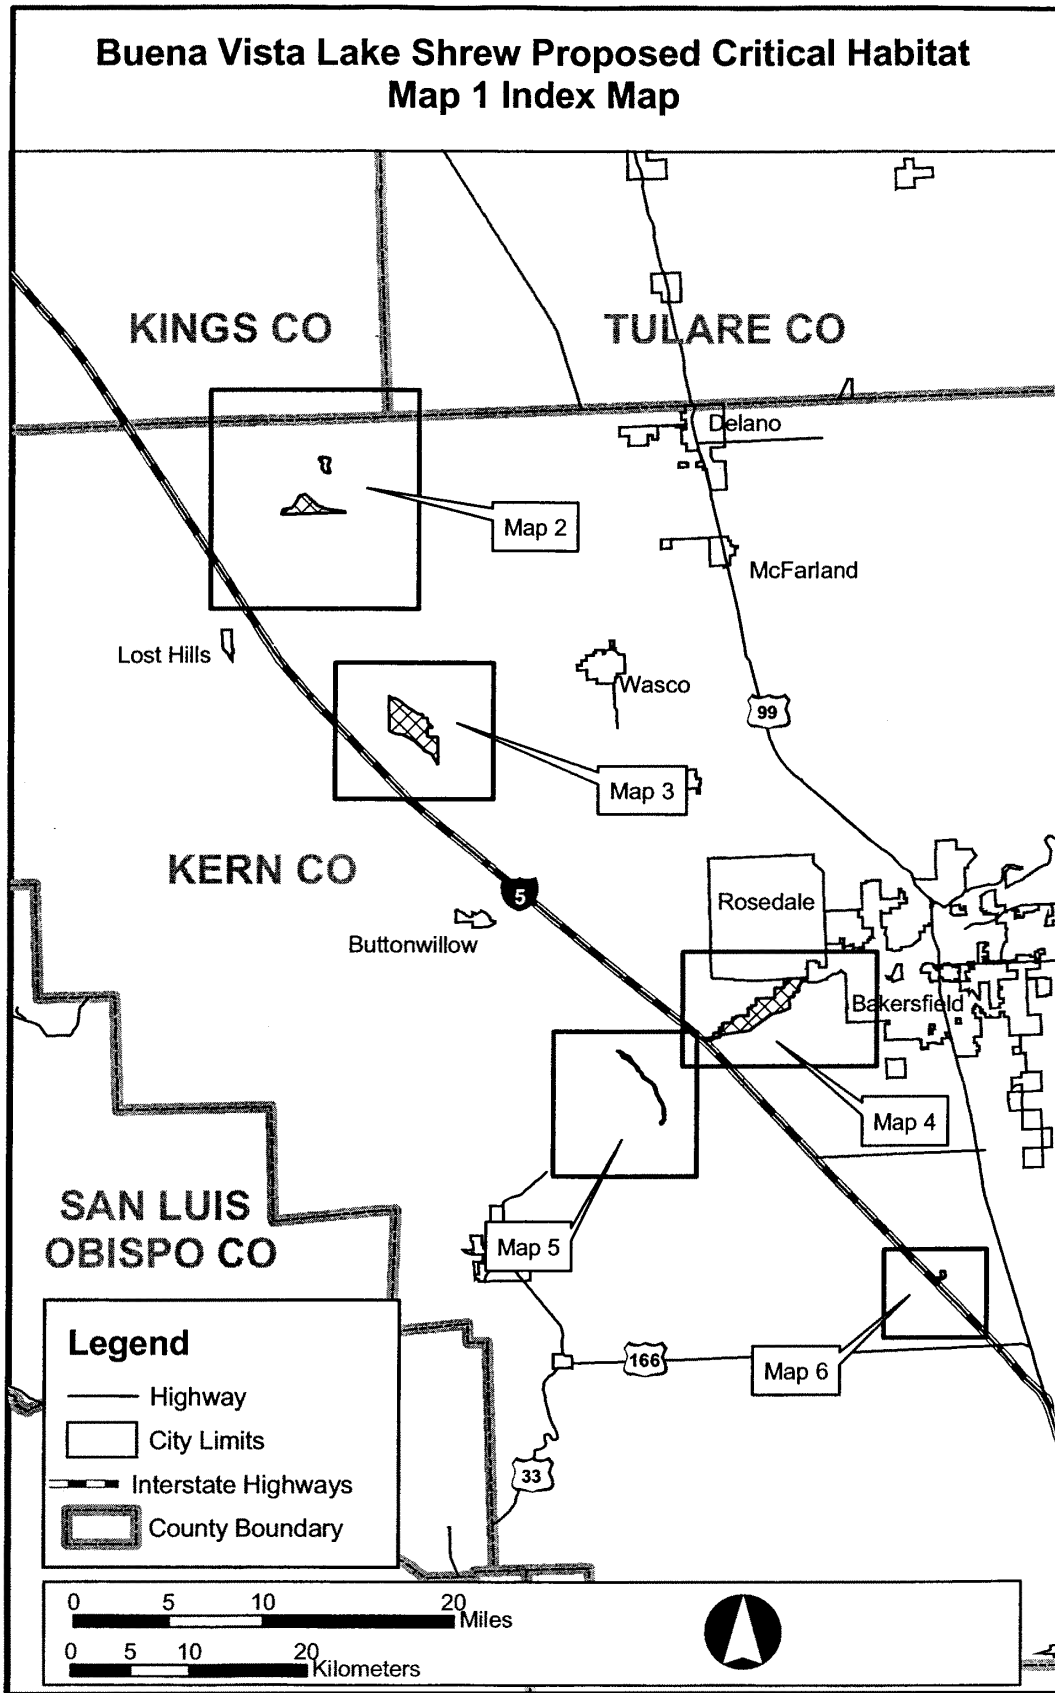 Buena Vista Lake Shrew Proposed Critical Habitat
Map 1 Index Map
KINGS CO
TULARE CO
Delano
Map 2
McFarland
Lost Hills
Wasco
99
Map 3
KERN CO
5
Rosedale
Buttonwillow
Bakersfield
Map 4
SAN LUIS
OBISPO CO
Map 5
166
Map 6
33
Legend
Highway
City Limits
Interstate Highways
County Boundary
0 5 10 20
Miles
0 5 10 20
Kilometers